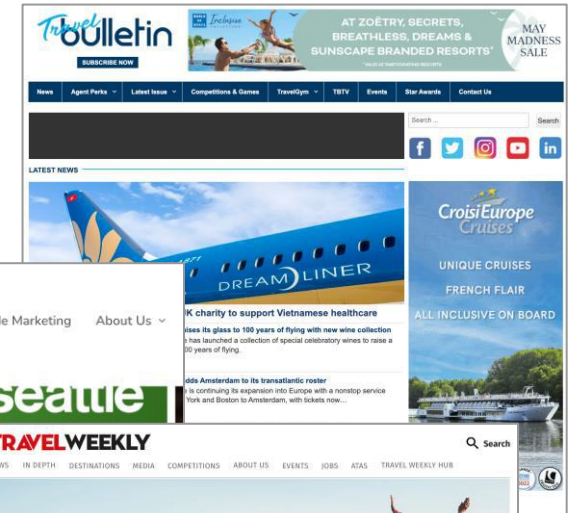 Travel bulletin
SUBSCRIBE NOW
Inclusive
COLLECTION
AT ZOËTRY, SECRETS,
BREATHLESS, DREAMS &
SUNSCAPE BRANDED RESORTS*
MAY
MADNESS
SALE
News Agent Perks Latest Issue Competitions & Games TravelGym TBTV Events Star Awards Contact Us
Search ...
Search
f in
LATEST NEWS
DREAMLINER
CroisiEurope
Cruises
UNIQUE CRUISES
FRENCH FLAIR
ALL INCLUSIVE ON BOARD
K charity to support Vietnamese healthcare
ises its glass to 100 years of flying with new wine collection
has launched a collection of special celebratory wines to raise a
00 years of flying.
dds Amsterdam to its transatlantic roster
is continuing its expansion into Europe with a nonstop service
York and Boston to Amsterdam, with tickets now...
le Marketing About Us
seattle
TRAVELWEEKLY
Search
WS IN DEPTH DESTINATIONS MEDIA COMPETITIONS ABOUT US EVENTS JOBS ATAS TRAVEL WEEKLY HUB